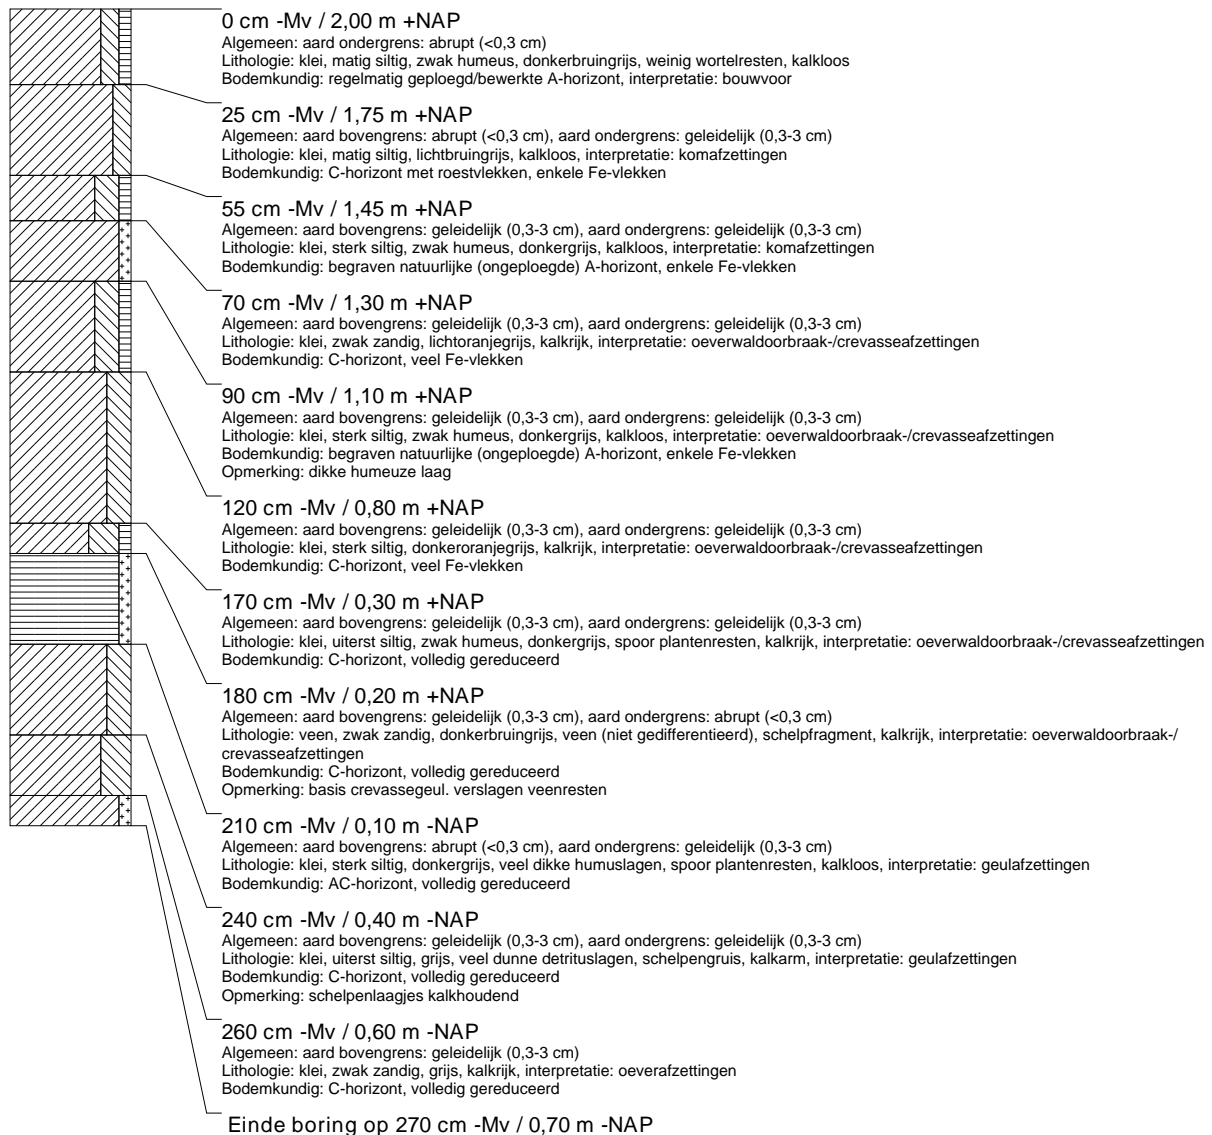 0 cm -Mv / 2,00 m +NAP
Algemeen: aard ondergrens: abrupt (<0,3 cm)
Lithologie: klei, matig siltig, zwak humeus, donkerbruingrijs, weinig wortelresten, kalkloos
Bodemkundig: regelmatig geploegd/bewerkte A-horizont, interpretatie: bouwvoor
25 cm -Mv / 1,75 m +NAP
Algemeen: aard bovengrens: abrupt (<0,3 cm), aard ondergrens: geleidelijk (0,3-3 cm)
Lithologie: klei, matig siltig, lichtbruingrijs, kalkloos, interpretatie: komafzettingen
Bodemkundig: C-horizont met roestvlekken, enkele Fe-vlekken
55 cm -Mv / 1,45 m +NAP
Algemeen: aard bovengrens: geleidelijk (0,3-3 cm), aard ondergrens: geleidelijk (0,3-3 cm)
Lithologie: klei, sterk siltig, zwak humeus, donkergrijs, kalkloos, interpretatie: komafzettingen
Bodemkundig: begraven natuurlijke (ongeploegde) A-horizont, enkele Fe-vlekken
70 cm -Mv / 1,30 m +NAP
Algemeen: aard bovengrens: geleidelijk (0,3-3 cm), aard ondergrens: geleidelijk (0,3-3 cm)
Lithologie: klei, zwak zandig, lichtoranjegrijs, kalkrijk, interpretatie: oeverwaldoorbraak-/crevasseafzettingen
Bodemkundig: C-horizont, veel Fe-vlekken
90 cm -Mv / 1,10 m +NAP
Algemeen: aard bovengrens: geleidelijk (0,3-3 cm), aard ondergrens: geleidelijk (0,3-3 cm)
Lithologie: klei, sterk siltig, zwak humeus, donkergrijs, kalkloos, interpretatie: oeverwaldoorbraak-/crevasseafzettingen
Bodemkundig: begraven natuurlijke (ongeploegde) A-horizont, enkele Fe-vlekken
Opmerking: dikke humeuze laag
120 cm -Mv / 0,80 m +NAP
Algemeen: aard bovengrens: geleidelijk (0,3-3 cm), aard ondergrens: geleidelijk (0,3-3 cm)
Lithologie: klei, sterk siltig, donkeroranjegrijs, kalkrijk, interpretatie: oeverwaldoorbraak-/crevasseafzettingen
Bodemkundig: C-horizont, veel Fe-vlekken
170 cm -Mv / 0,30 m +NAP
Algemeen: aard bovengrens: geleidelijk (0,3-3 cm), aard ondergrens: geleidelijk (0,3-3 cm)
Lithologie: klei, uiterst siltig, zwak humeus, donkergrijs, spoor plantenresten, kalkrijk, interpretatie: oeverwaldoorbraak-/crevasseafzettingen
Bodemkundig: C-horizont, volledig gereduceerd
180 cm -Mv / 0,20 m +NAP
Algemeen: aard bovengrens: geleidelijk (0,3-3 cm), aard ondergrens: abrupt (<0,3 cm)
Lithologie: veen, zwak zandig, donkerbruingrijs, veen (niet gedifferentieerd), schelpfragment, kalkrijk, interpretatie: oeverwaldoorbraak-/
crevasseafzettingen
Bodemkundig: C-horizont, volledig gereduceerd
Opmerking: basis crevassegeul. verslagen veenresten
210 cm -Mv / 0,10 m -NAP
Algemeen: aard bovengrens: abrupt (<0,3 cm), aard ondergrens: geleidelijk (0,3-3 cm)
Lithologie: klei, sterk siltig, donkergrijs, veel dikke humuslagen, spoor plantenresten, kalkloos, interpretatie: geulafzettingen
Bodemkundig: AC-horizont, volledig gereduceerd
240 cm -Mv / 0,40 m -NAP
Algemeen: aard bovengrens: geleidelijk (0,3-3 cm), aard ondergrens: geleidelijk (0,3-3 cm)
Lithologie: klei, uiterst siltig, grijs, veel dunne detrituslagen, schelpengruis, kalkarm, interpretatie: geulafzettingen
Bodemkundig: C-horizont, volledig gereduceerd
Opmerking: schelpenlaagjes kalkhoudend
260 cm -Mv / 0,60 m -NAP
Algemeen: aard bovengrens: geleidelijk (0,3-3 cm)
Lithologie: klei, zwak zandig, grijs, kalkrijk, interpretatie: oeverafzettingen
Bodemkundig: C-horizont, volledig gereduceerd
Einde boring op 270 cm -Mv / 0,70 m -NAP